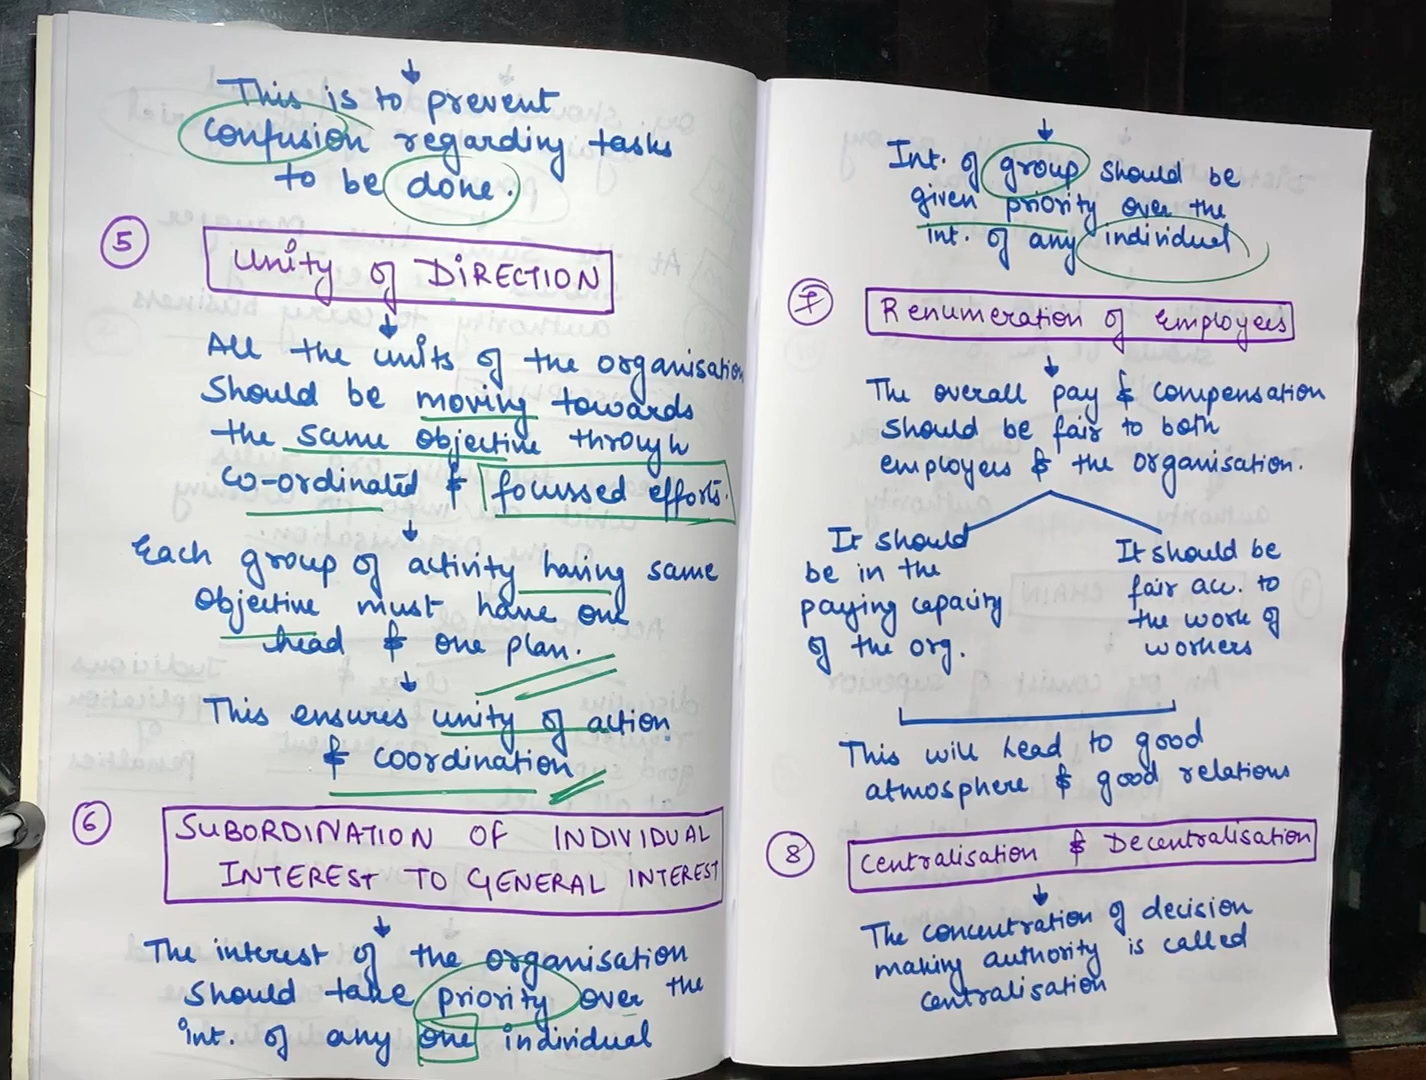 This is to prevent
confusion regarding tasks
to be done.
5
Unity of DIRECTION
All the units of the organisation
Should be moving towards
the same objective through
co-ordinated & focussed efforts.
Each group of activity having same
objective must have one
head & one plan.
This ensures unity of action
& coordination
6
SUBORDINATION OF INDIVIDUAL
INTEREST TO GENERAL INTEREST
The interest of the organisation
should take priority over the
int. of any one individual
Int. of group should be
given priority over the
int. of any individual
7
Renumeration of employees
The overall pay & compensation
should be fair to both
employees & the organisation.
It should
be in the
paying capacity
of the org.
It should be
fair acc. to
the work of
workers
This will lead to good
atmosphere & good relations
8
Centralisation & Decentralisation
The concentration of decision
making authority is called
centralisation